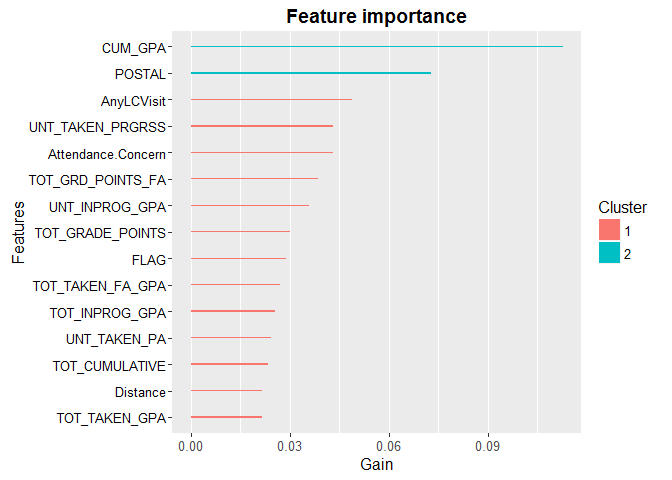 Feature importance
CUM_GPA
POSTAL
AnyLCVisit
UNT_TAKEN_PRGRSS
Attendance.Concern
TOT_GRD_POINTS_FA
UNT_INPROG_GPA
TOT_GRADE_POINTS
FLAG
TOT_TAKEN_FA_GPA
TOT_INPROG_GPA
UNT_TAKEN_PA
TOT_CUMULATIVE
Distance
TOT_TAKEN_GPA
Features
0.00 0.03 0.06 0.09
Gain
Cluster
1
2